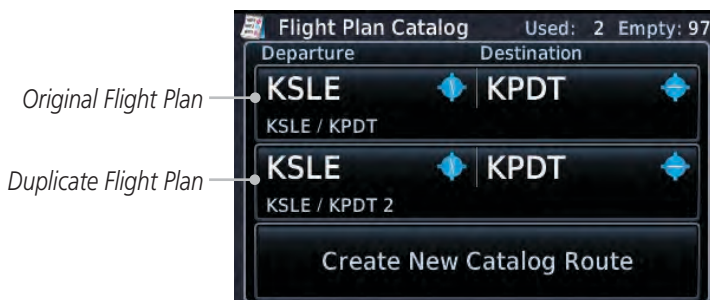 Flight Plan Catalog Used: 2 Empty: 97
Departure Destination
Original Flight Plan KSLE KPDT
KSLE / KPDT
Duplicate Flight Plan KSLE KPDT
KSLE / KPDT 2
Create New Catalog Route